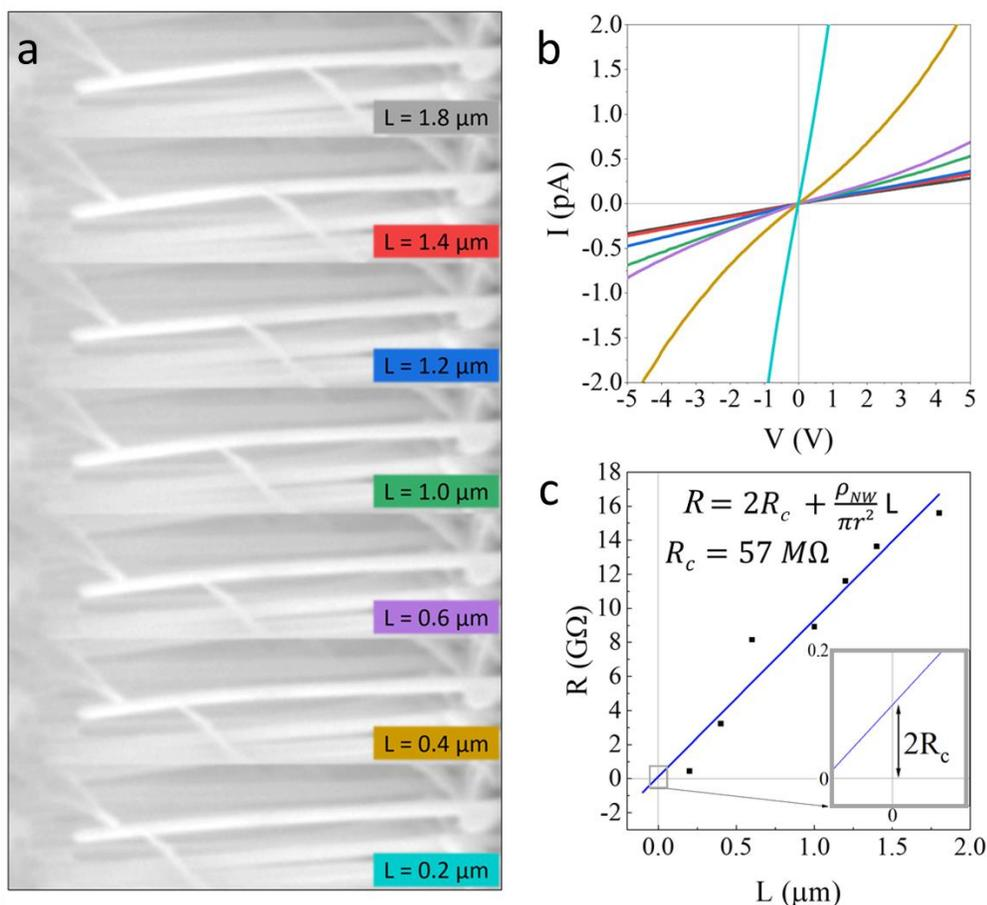 a
L = 1.8 µm
L = 1.4 µm
L = 1.2 µm
L = 1.0 µm
L = 0.6 µm
L = 0.4 µm
L = 0.2 µm
b
2.0
1.5
1.0
0.5
0.0
-0.5
-1.0
-1.5
-2.0
I (pA)
-5 -4 -3 -2 -1 0 1 2 3 4 5
V (V)
c
18
16
14
12
10
8
6
4
2
0
-2
R (GΩ)
R = 2R_c + ρ_NW/πr² L
R_c = 57 MΩ
0.2
0
2R_c
0
0.0 0.5 1.0 1.5 2.0
L (µm)